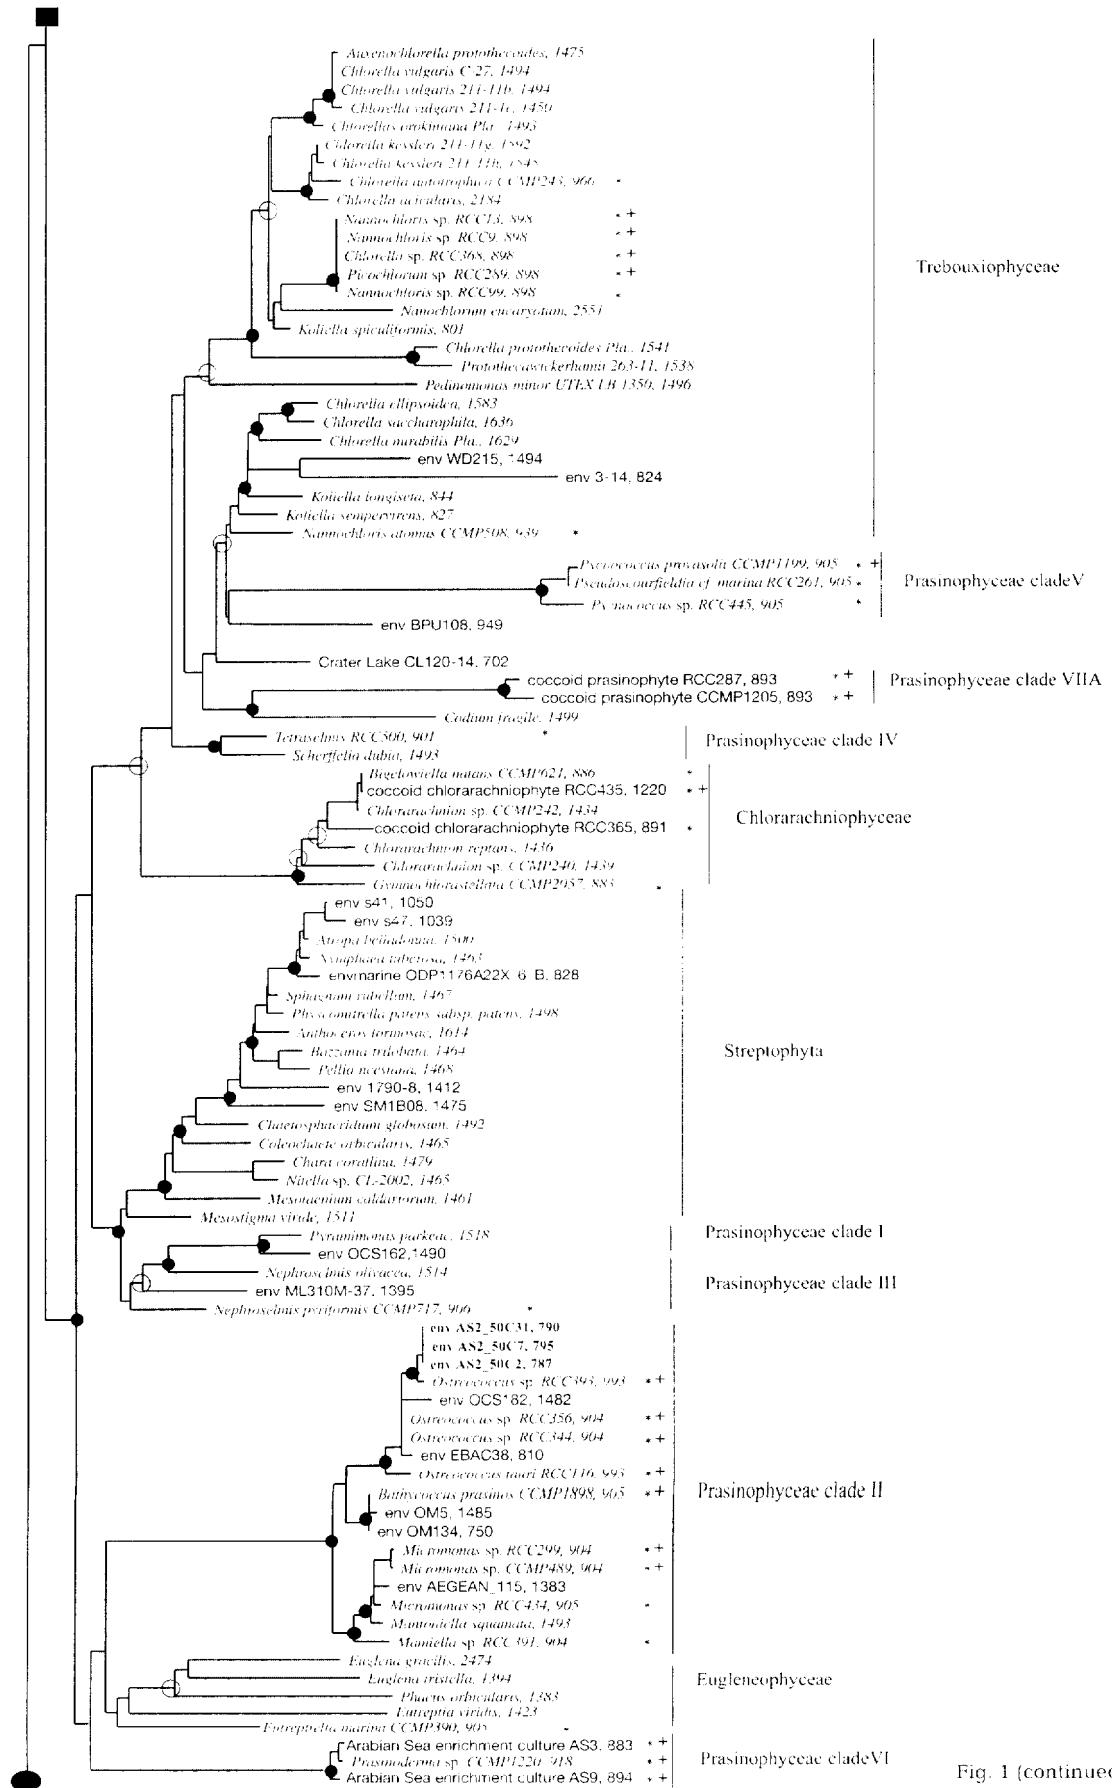 Auxenochlorella protothecoides, 1475
Chlorella vulgaris C-27, 1494
Chlorella vulgaris 211-11b, 1494
Chlorella vulgaris 211-1e, 1450
Chlorellas orokiniana Pla., 1493
Chlorella kessleri 211-11g, 1592
Chlorella kessleri 211-11h, 1545
Chlorella autotrophica CCMP243, 966 *
Chlorella acicularis, 2184
Nannochloris sp. RCC13, 898 * +
Nannochloris sp. RCC9, 898 * +
Chlorella sp. RCC368, 898 * +
Picochlorum sp. RCC289, 898 * +
Nannochloris sp. RCC99, 898 *
Trebouxiophyceae
Nanochlorum eucaryotum, 2551
Koliella spiculiformis, 801
Chlorella protothecoides Pla., 1541
Protothecawickerhamii 263-11, 1538
Pedinomonas minor UTEX LB 1350, 1496
Chlorella ellipsoidea, 1583
Chlorella saccharophila, 1636
Chlorella mirabilis Pla., 1629
env WD215, 1494
env 3-14, 824
Koliella longiseta, 844
Koliella sempervirens, 827
Nannochloris atomus CCMP508, 939 *
Pycnococcus provasolii CCMP1199, 905 * +
Pseudoscourfieldia cf. marina RCC261, 905 *
Prasinophyceae cladeV
Pycnococcus sp. RCC445, 905 *
env BPU108, 949
Crater Lake CL120-14, 702
coccoid prasinophyte RCC287, 893 * +
Prasinophyceae clade VIIA
coccoid prasinophyte CCMP1205, 893 * +
Codium fragile, 1499
Tetraselmis RCC500, 901 *
Prasinophyceae clade IV
Scherffelia dubia, 1493
Bigelowiella natans CCMP621, 886 *
coccoid chlorarachniophyte RCC435, 1220 * +
Chlorarachnion sp. CCMP242, 1434
Chlorarachniophyceae
coccoid chlorarachniophyte RCC365, 891 *
Chlorarachnion reptans, 1436
Chlorarachnion sp. CCMP240, 1439
Gymnochlorastellata CCMP2057, 883 *
env s41, 1050
env s47, 1039
Atropa belladonna, 1500
Nymphaea tuberosa, 1463
envmarine ODP1176A22X_6_B, 828
Sphagnum rubellum, 1467
Physcomitrella patens subsp. patens, 1498
Anthoceros formosae, 1614
Bazzania trilobata, 1464
Streptophyta
Pellia neesiana, 1468
env 1790-8, 1412
env SM1B08, 1475
Chaetosphaeridium globosum, 1492
Coleochaete orbicularis, 1465
Chara corallina, 1479
Nitella sp. CL-2002, 1465
Mesotaenium caldariorum, 1461
Mesostigma viride, 1511
Pyramimonas parkeae, 1518
Prasinophyceae clade I
env OCS162,1490
Nephroselmis olivacea, 1514
Prasinophyceae clade III
env ML310M-37, 1395
Nephroselmis pyriformis CCMP717, 906 *
env AS2_50C31, 790
env AS2_50C7, 795
env AS2_50C2, 787
Ostreococcus sp. RCC393, 993 * +
env OCS182, 1482
Ostreococcus sp. RCC356, 904 * +
Ostreococcus sp. RCC344, 904 * +
env EBAC38, 810
Ostreococcus tauri RCC116, 993 * +
Prasinophyceae clade II
Bathycoccus prasinos CCMP1898, 905 * +
env OM5, 1485
env OM134, 750
Micromonas sp. RCC299, 904 * +
Micromonas sp. CCMP489, 904 * +
env AEGEAN_115, 1383
Micromonas sp. RCC434, 905 *
Mantoniella squamata, 1493
Mamiella sp. RCC391, 904 *
Euglena gracilis, 2474
Euglena tristella, 1394
Eugleneophyceae
Phacus orbicularis, 1383
Eutreptia viridis, 1423
Eutreptiella marina CCMP390, 905 *
Arabian Sea enrichment culture AS3, 883 * +
Prasinoderma sp. CCMP1220, 918 * +
Prasinophyceae cladeVI
Arabian Sea enrichment culture AS9, 894 * +
Fig. 1 (continued